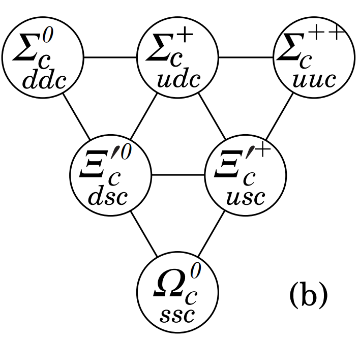 Σc⁰ Σc⁺ Σc⁺⁺
ddc udc uuc
Ξ′c⁰ Ξ′c⁺
dsc usc
Ωc⁰
ssc (b)